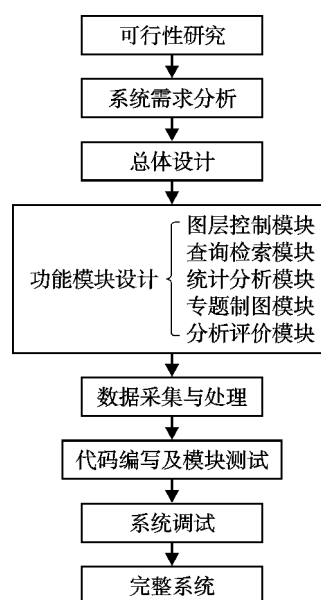 可行性研究
系统需求分析
总体设计
功能模块设计
图层控制模块
查询检索模块
统计分析模块
专题制图模块
分析评价模块
数据采集与处理
代码编写及模块测试
系统调试
完整系统